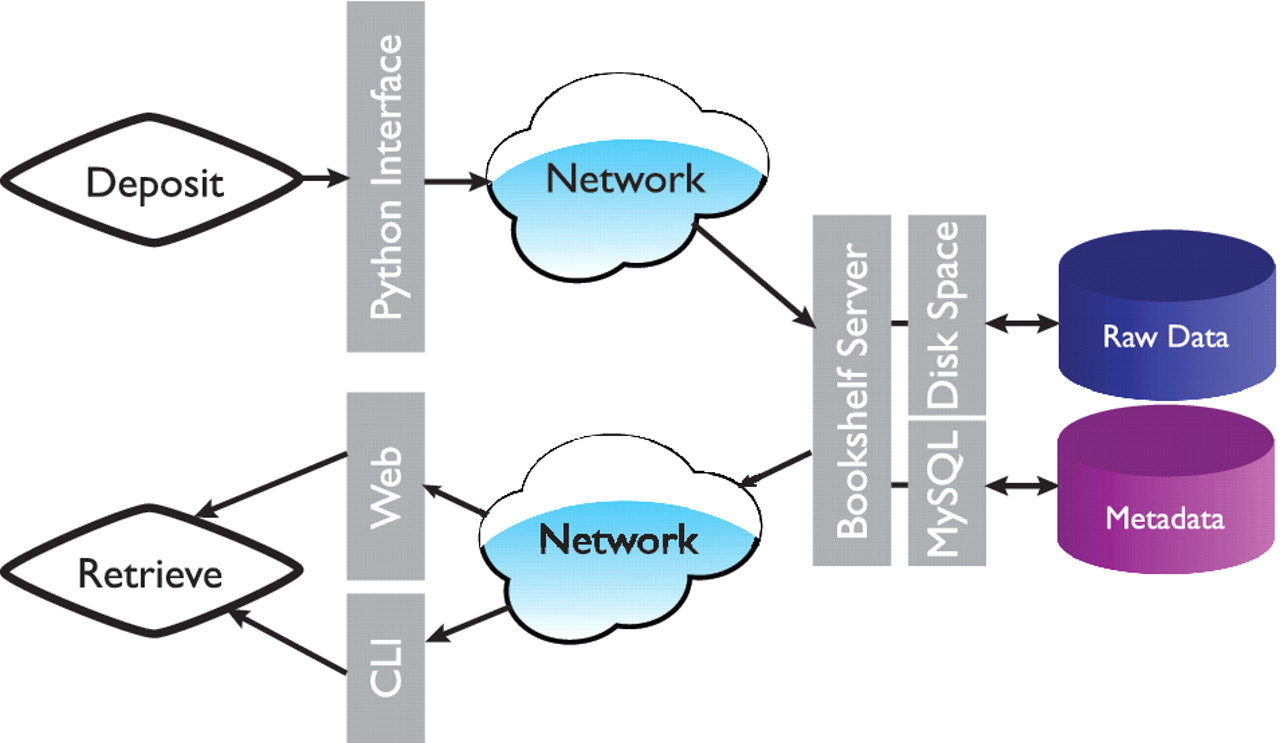 Deposit
Python Interface
Network
Bookshelf Server
Disk Space
Raw Data
MySQL
Metadata
Web
Network
Retrieve
CLI